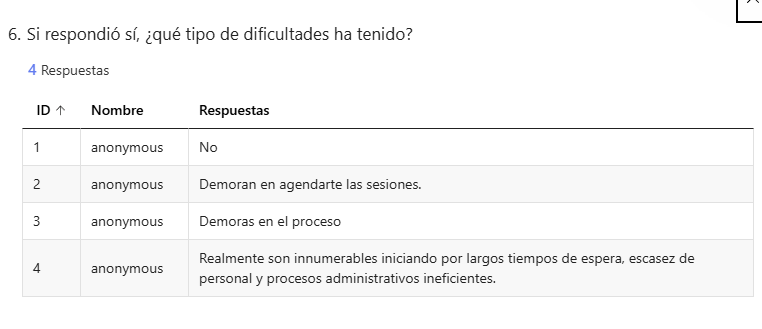 6. Si respondió sí, ¿qué tipo de dificultades ha tenido?
4 Respuestas
ID ↑ Nombre Respuestas
1 anonymous No
2 anonymous Demoran en agendarte las sesiones.
3 anonymous Demoras en el proceso
4 anonymous Realmente son innumerables iniciando por largos tiempos de espera, escasez de
personal y procesos administrativos ineficientes.